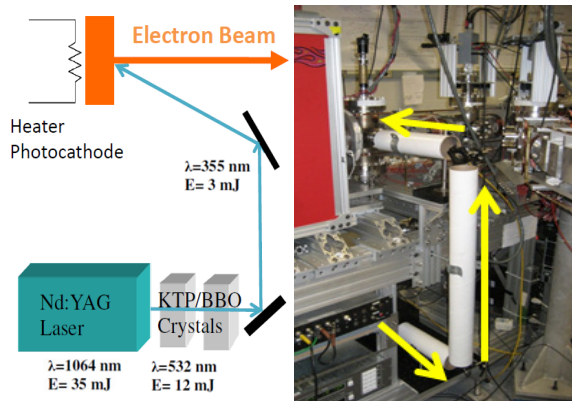 Electron Beam
Heater
Photocathode
λ=355 nm
E= 3 mJ
Nd:YAG
Laser
KTP/BBO
Crystals
λ=1064 nm
E= 35 mJ
λ=532 nm
E= 12 mJ